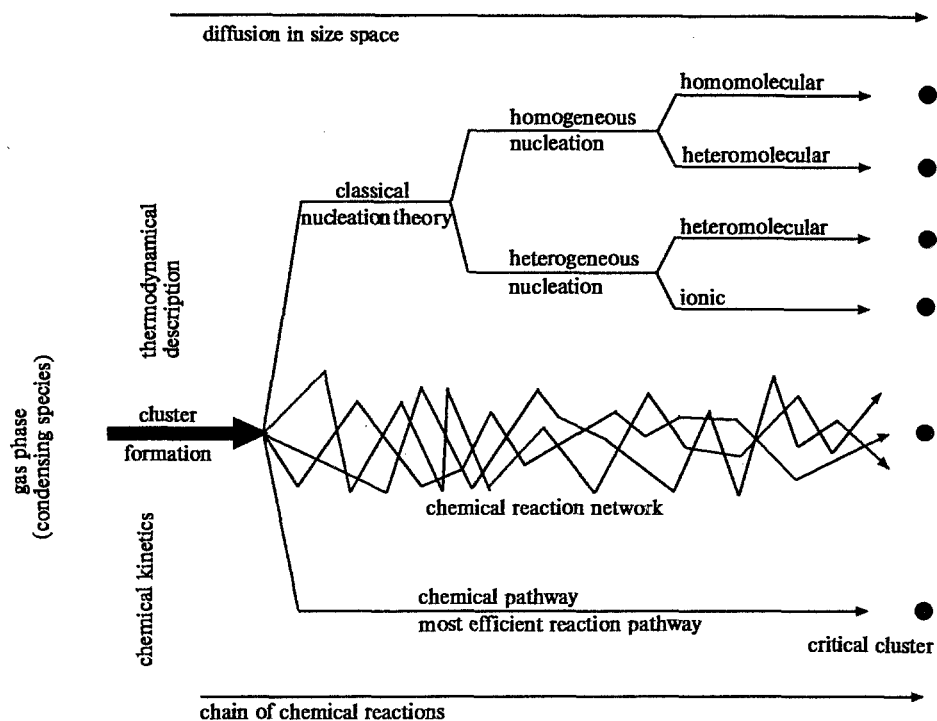 diffusion in size space
homomolecular
homogeneous
nucleation
heteromolecular
classical
nucleation theory
heteromolecular
heterogeneous
nucleation
ionic
thermodynamical
description
gas phase
(condensing species)
cluster
formation
chemical reaction network
chemical kinetics
chemical pathway
most efficient reaction pathway
critical cluster
chain of chemical reactions